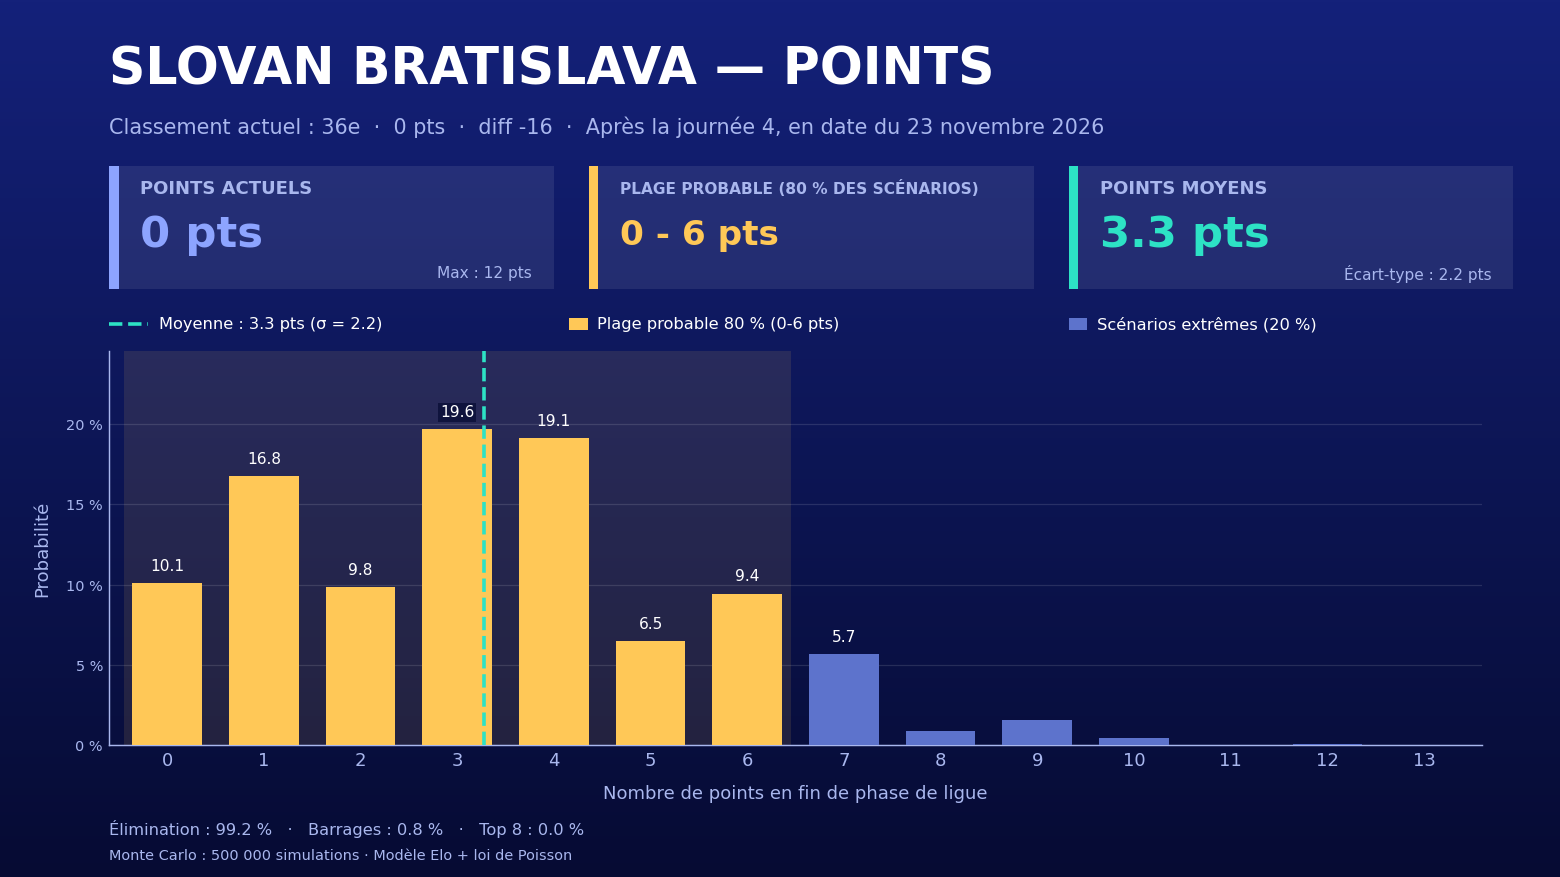 SLOVAN BRATISLAVA — POINTS
Classement actuel : 36e · 0 pts · diff -16 · Après la journée 4, en date du 23 novembre 2026
POINTS ACTUELS
0 pts
Max : 12 pts
PLAGE PROBABLE (80 % DES SCÉNARIOS)
0 - 6 pts
POINTS MOYENS
3.3 pts
Écart-type : 2.2 pts
Moyenne : 3.3 pts (σ = 2.2)
Plage probable 80 % (0-6 pts)
Scénarios extrêmes (20 %)
Probabilité
20 %
15 %
10 %
5 %
0 %
10.1
16.8
9.8
19.6
19.1
6.5
9.4
5.7
0 1 2 3 4 5 6 7 8 9 10 11 12 13
Nombre de points en fin de phase de ligue
Élimination : 99.2 % · Barrages : 0.8 % · Top 8 : 0.0 %
Monte Carlo : 500 000 simulations · Modèle Elo + loi de Poisson